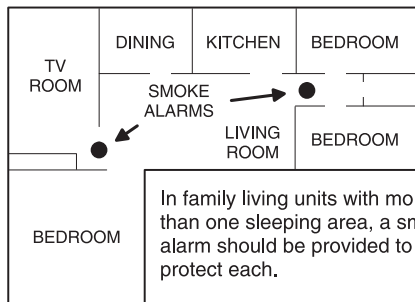 DINING
KITCHEN
BEDROOM
TV
ROOM
SMOKE
ALARMS
LIVING
ROOM
BEDROOM
BEDROOM
In family living units with
than one sleeping area, a
alarm should be provided to
protect each.